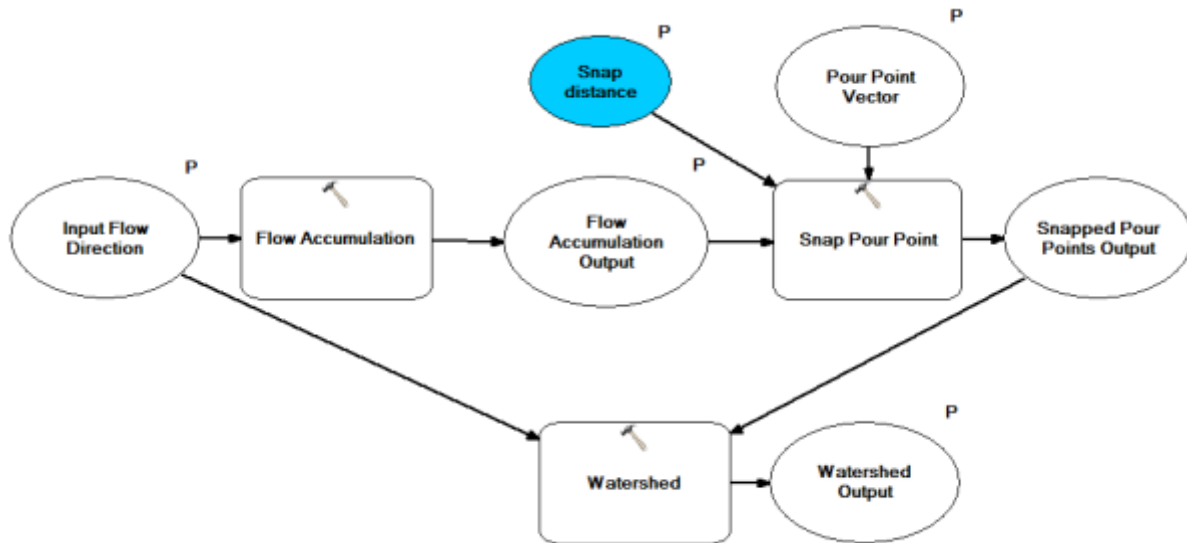 P
P
Snap
distance
Pour Point
Vector
P
P
Input Flow
Direction
Flow Accumulation
Flow
Accumulation
Output
Snap Pour Point
Snapped Pour
Points Output
P
Watershed
Watershed
Output